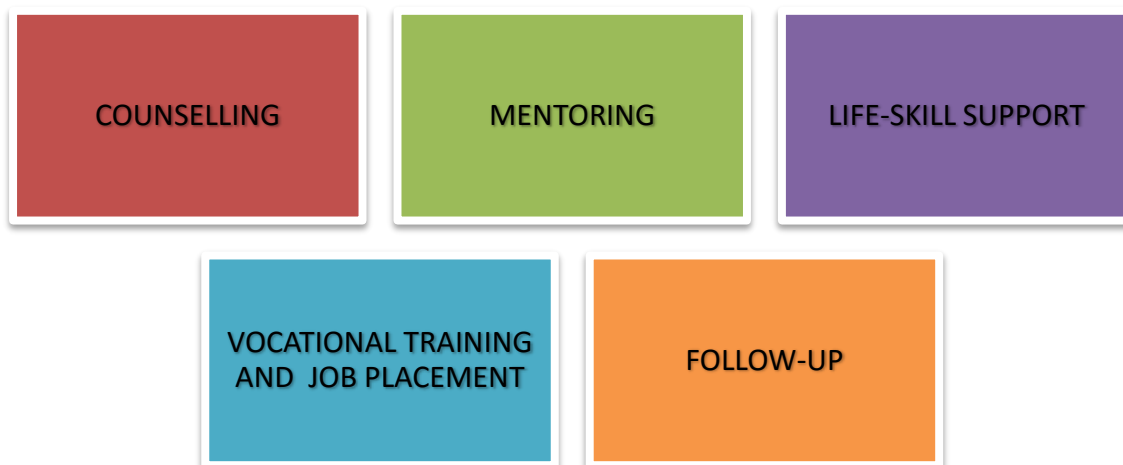 COUNSELLING
MENTORING
LIFE-SKILL SUPPORT
VOCATIONAL TRAINING
AND JOB PLACEMENT
FOLLOW-UP